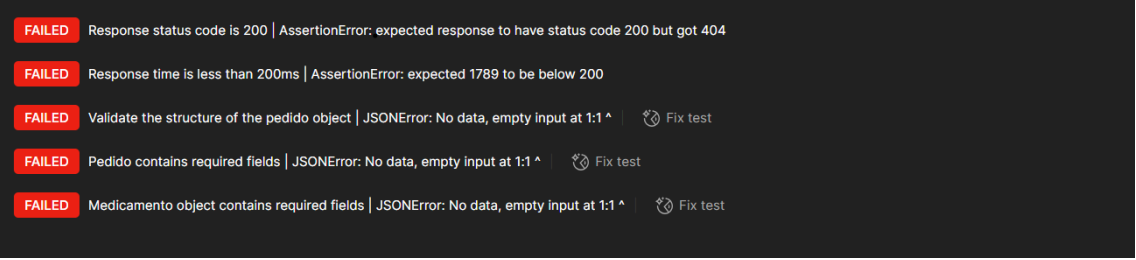 FAILED Response status code is 200 | AssertionError: expected response to have status code 200 but got 404
FAILED Response time is less than 200ms | AssertionError: expected 1789 to be below 200
FAILED Validate the structure of the pedido object | JSONError: No data, empty input at 1:1 ^ Fix test
FAILED Pedido contains required fields | JSONError: No data, empty input at 1:1 ^ Fix test
FAILED Medicamento object contains required fields | JSONError: No data, empty input at 1:1 ^ Fix test